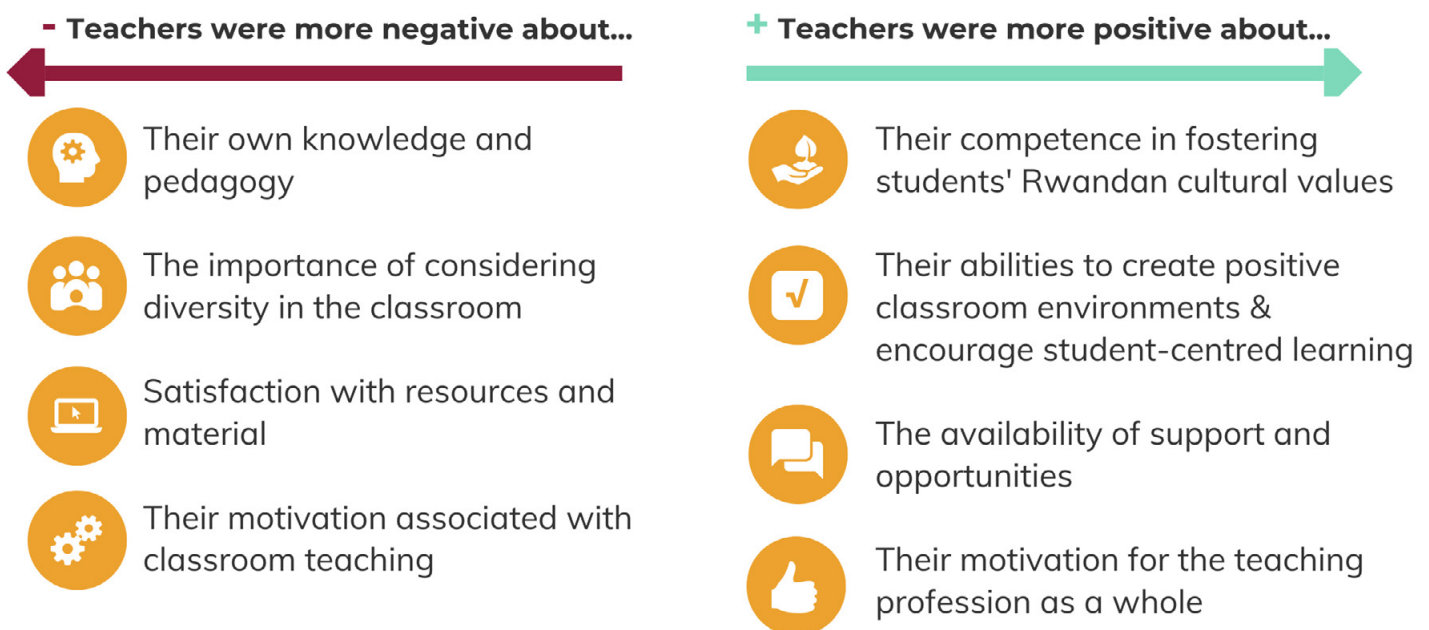 - Teachers were more negative about...
Their own knowledge and
pedagogy
The importance of considering
diversity in the classroom
Satisfaction with resources and
material
Their motivation associated with
classroom teaching
+ Teachers were more positive about...
Their competence in fostering
students' Rwandan cultural values
Their abilities to create positive
classroom environments &
encourage student-centred learning
The availability of support and
opportunities
Their motivation for the teaching
profession as a whole